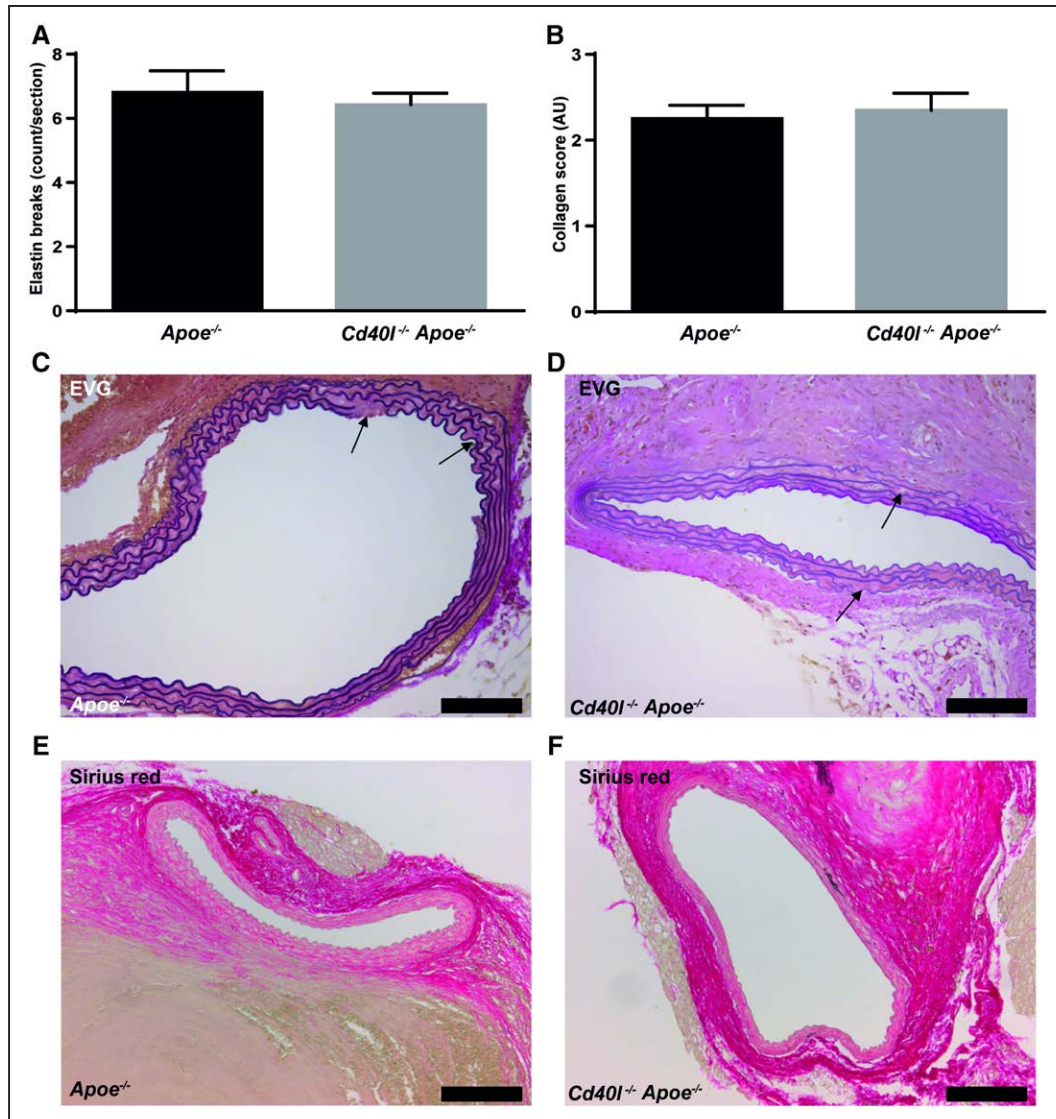 A
Elastin breaks (count/section)
8
6
4
2
0
Apoe-/-
Cd40l-/- Apoe-/-
B
Collagen score (AU)
3
2
1
0
Apoe-/-
Cd40l-/- Apoe-/-
C
EVG
Apoe-/-
D
EVG
Cd40l-/- Apoe-/-
E
Sirius red
Apoe-/-
F
Sirius red
Cd40l-/- Apoe-/-